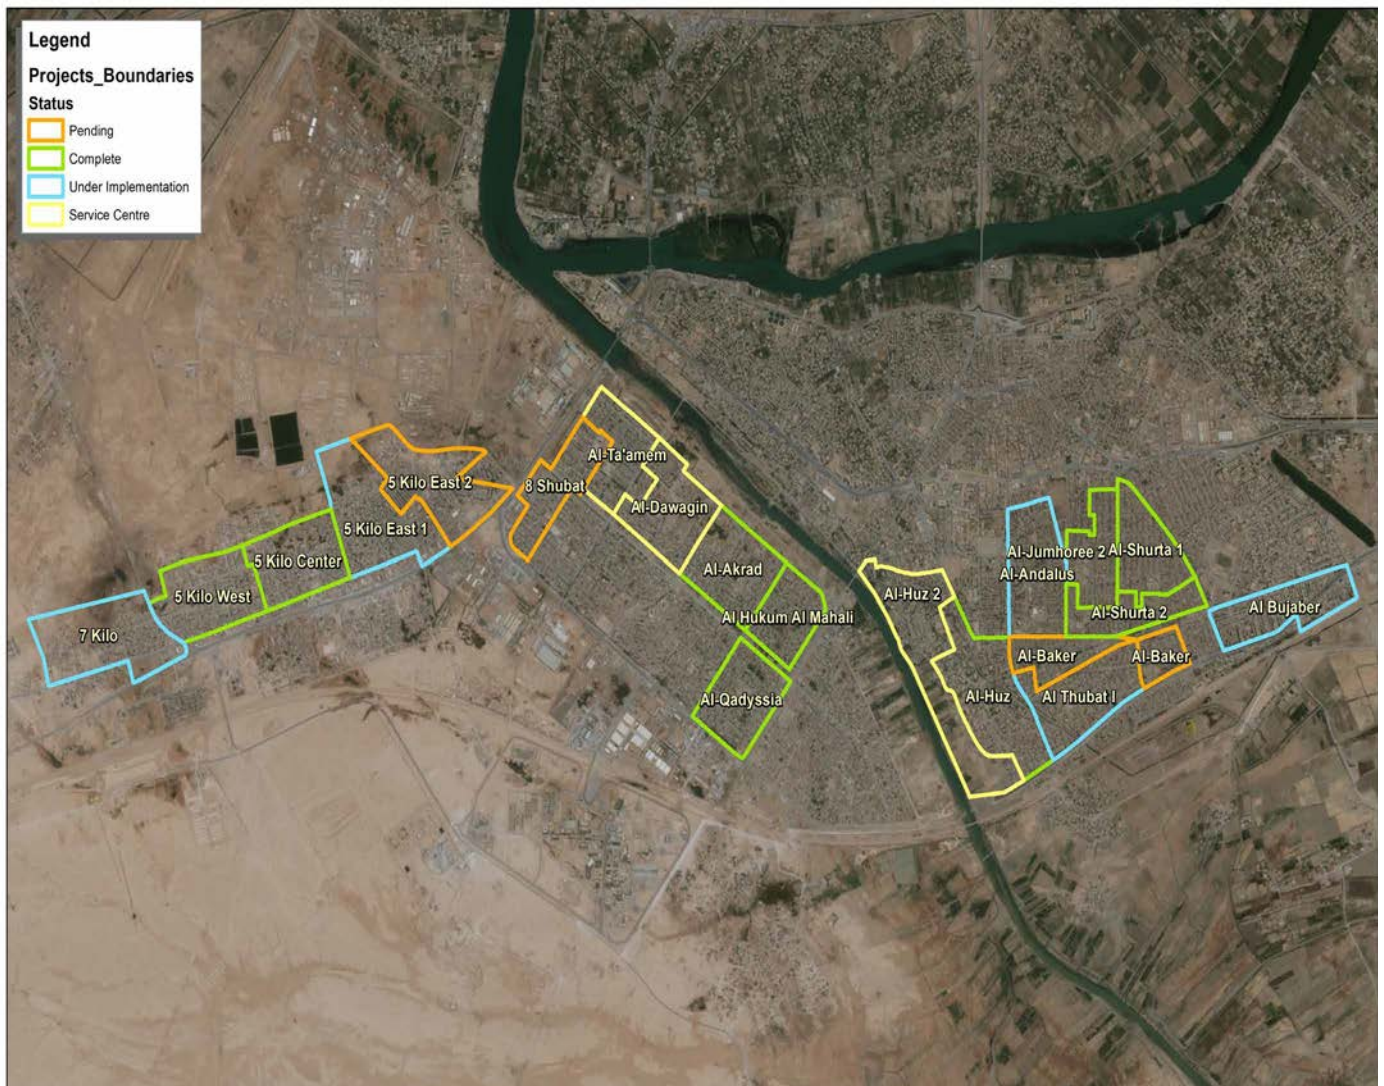 Legend
Projects_Boundaries
Status
Pending
Complete
Under Implementation
Service Centre
Al-Ta'amem
5 Kilo East 2
8 Shubat
Al-Dawagin
5 Kilo East 1
Al-Jumhoree 2
Al-Shurta 1
5 Kilo Center
Al-Akrad
Al-Andalus
5 Kilo West
Al-Huz 2
Al Bujaber
Al Hukum Al Mahali
Al-Shurta 2
7 Kilo
Al-Baker
Al-Baker
Al-Qadyssia
Al-Huz
Al Thubat I